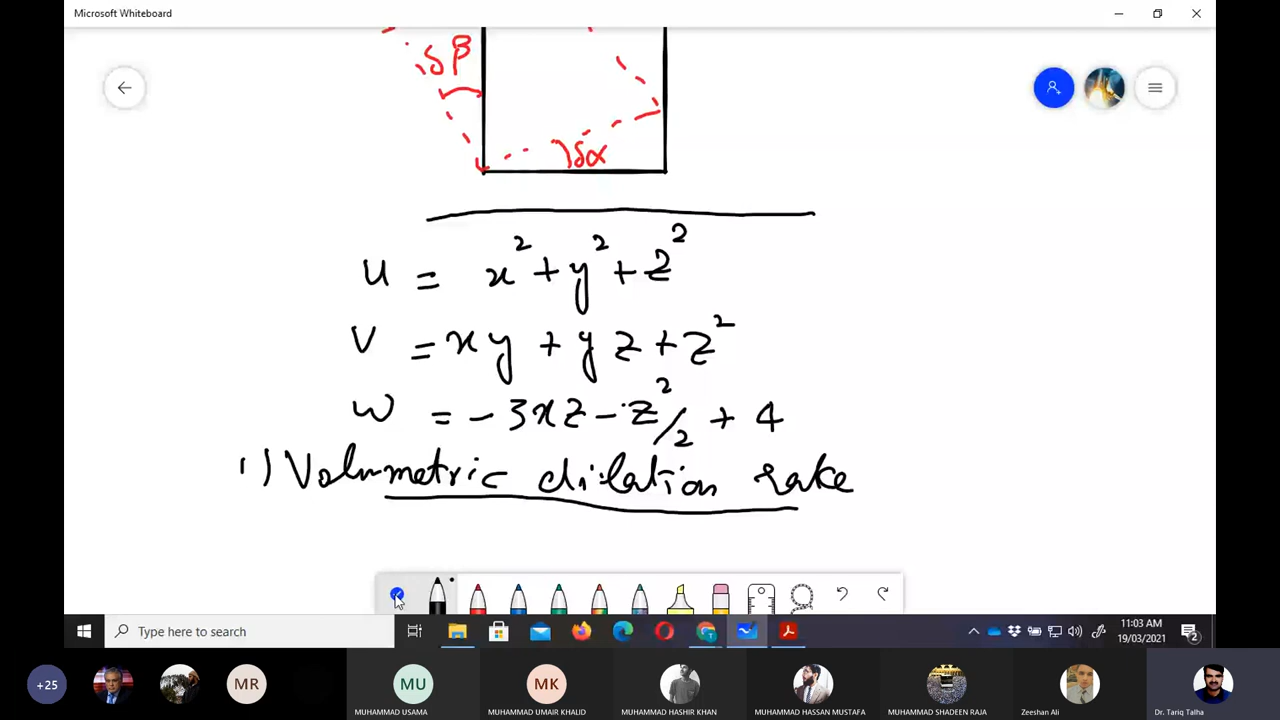 Microsoft Whiteboard
δβ
δα
u = x² + y² + z²
v = xy + yz + z²
w = -3xz - z²/2 + 4
1) Volumetric dilation rate
Type here to search
11:03 AM
19/03/2021
2
+25
MR
MU
MK
MUHAMMAD USAMA
MUHAMMAD UMAIR KHALID
MUHAMMAD HASHIR KHAN
MUHAMMAD HASSAN MUSTAFA
MUHAMMAD SHADEEN RAJA
Zeeshan Ali
Dr. Tariq Talha